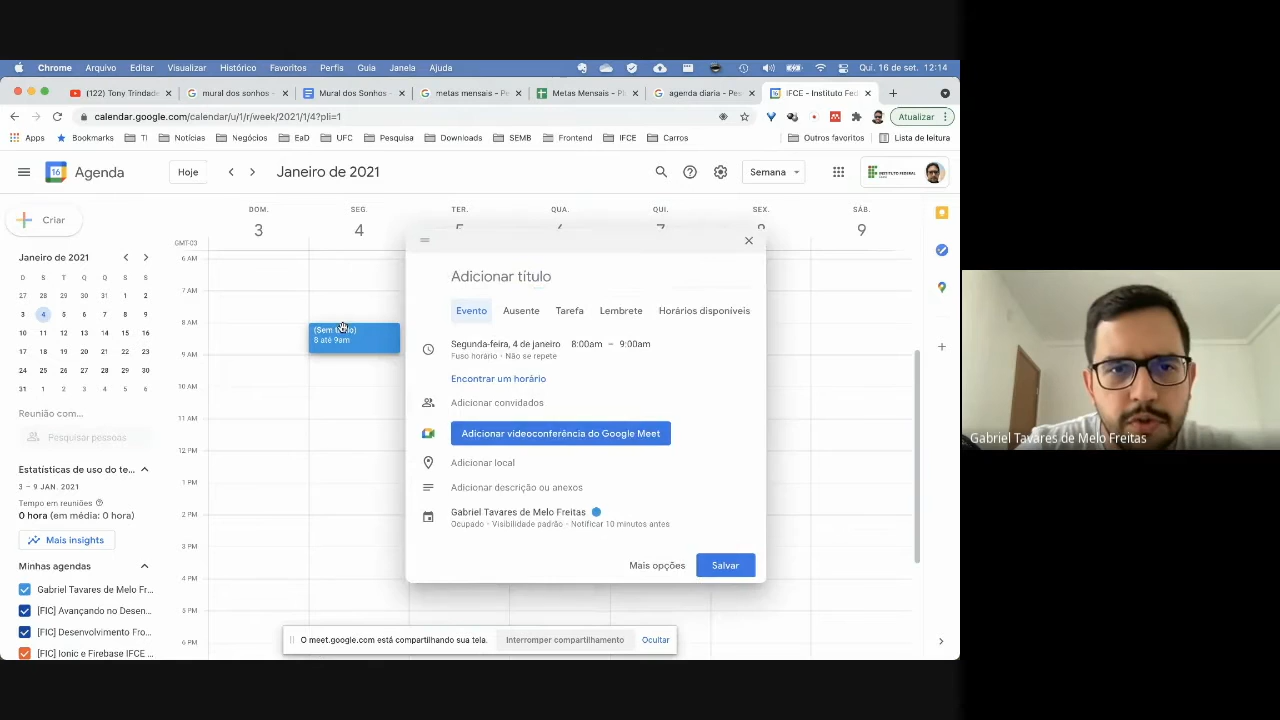 Chrome Arquivo Editar Visualizar Histórico Favoritos Perfis Guia Janela Ajuda Qui. 16 de set. 12:14
(122) Tony Trindade mural dos sonhos - Mural dos Sonhos - metas mensais - Pe Metas Mensais - Pl agenda diaria - Pes IFCE - Instituto Fed
calendar.google.com/calendar/u/1/r/week/2021/1/4?pli=1 Atualizar
Apps Bookmarks TI Notícias Negócios EaD UFC Pesquisa Downloads SEMB Frontend IFCE Carros Outros favoritos Lista de leitura
16 Agenda Hoje Janeiro de 2021 Semana INSTITUTO FEDERAL
Criar
DOM. SEG. TER. QUA. QUI. SEX. SÁB.
3 4 9
GMT-03
Janeiro de 2021
D S T Q Q S S
27 28 29 30 31 1 2
3 4 5 6 7 8 9
10 11 12 13 14 15 16
17 18 19 20 21 22 23
24 25 26 27 28 29 30
31 1 2 3 4 5 6
Reunião com...
Pesquisar pessoas
Estatísticas de uso do te...
3 – 9 JAN. 2021
Tempo em reuniões
0 hora (em média: 0 hora)
Mais insights
Minhas agendas
Gabriel Tavares de Melo Fr...
[FIC] Avançando no Desen...
[FIC] Desenvolvimento Fro...
[FIC] Ionic e Firebase IFCE ...
6 AM
7 AM
8 AM
9 AM
10 AM
11 AM
12 PM
1 PM
2 PM
3 PM
4 PM
5 PM
6 PM
(Sem título)
8 até 9am
Adicionar título
Evento Ausente Tarefa Lembrete Horários disponíveis
Segunda-feira, 4 de janeiro 8:00am – 9:00am
Fuso horário • Não se repete
Encontrar um horário
Adicionar convidados
Adicionar videoconferência do Google Meet
Adicionar local
Adicionar descrição ou anexos
Gabriel Tavares de Melo Freitas
Ocupado • Visibilidade padrão • Notificar 10 minutos antes
Mais opções Salvar
O meet.google.com está compartilhando sua tela. Interromper compartilhamento Ocultar
Gabriel Tavares de Melo Freitas